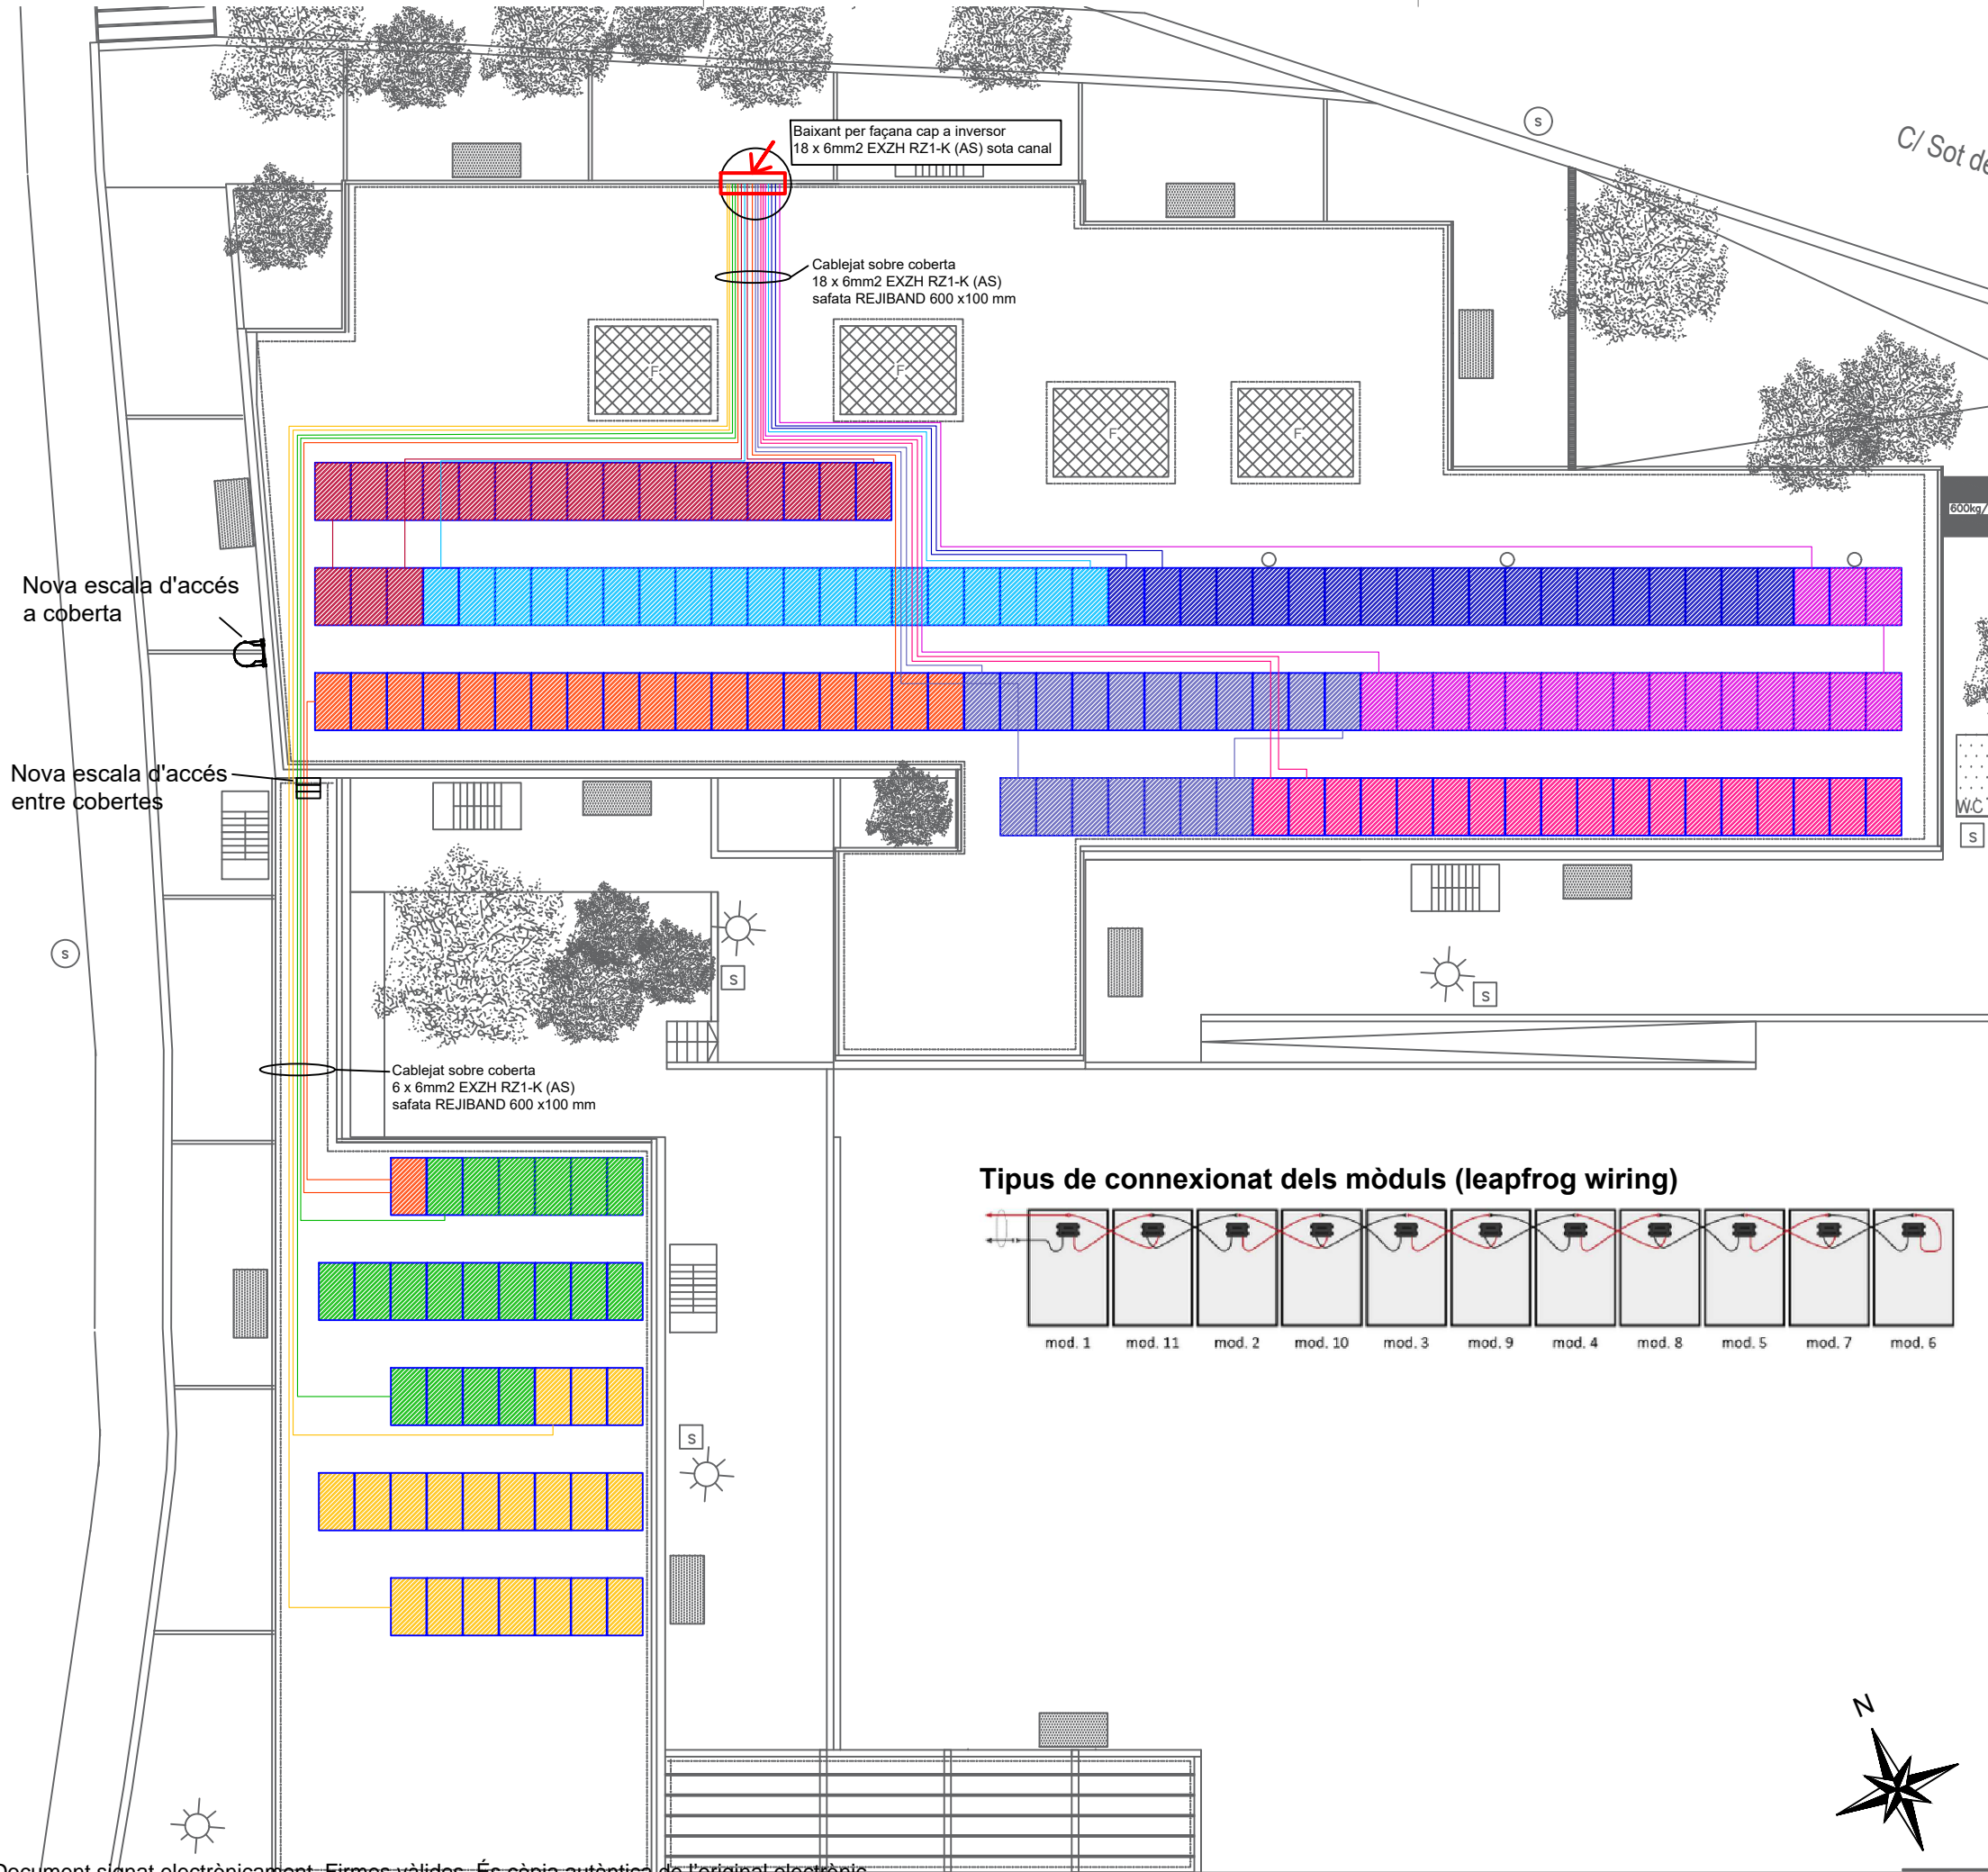 S
C/ Sot de
Baixant per façana cap a inversor
18 x 6mm2 EXZH RZ1-K (AS) sota canal
Cablejat sobre coberta
18 x 6mm2 EXZH RZ1-K (AS)
safata REJIBAND 600 x100 mm
F
F
F
F
600kg/
Nova escala d'accés
a coberta
Nova escala d'accés
entre cobertes
W.C
S
S
S
S
Cablejat sobre coberta
6 x 6mm2 EXZH RZ1-K (AS)
safata REJIBAND 600 x100 mm
Tipus de connexionat dels mòduls (leapfrog wiring)
mod. 1 mod. 11 mod. 2 mod. 10 mod. 3 mod. 9 mod. 4 mod. 8 mod. 5 mod. 7 mod. 6
S
N
Document signat electrònicament. Firmes vàlides. És còpia autèntica de l'original electrònic